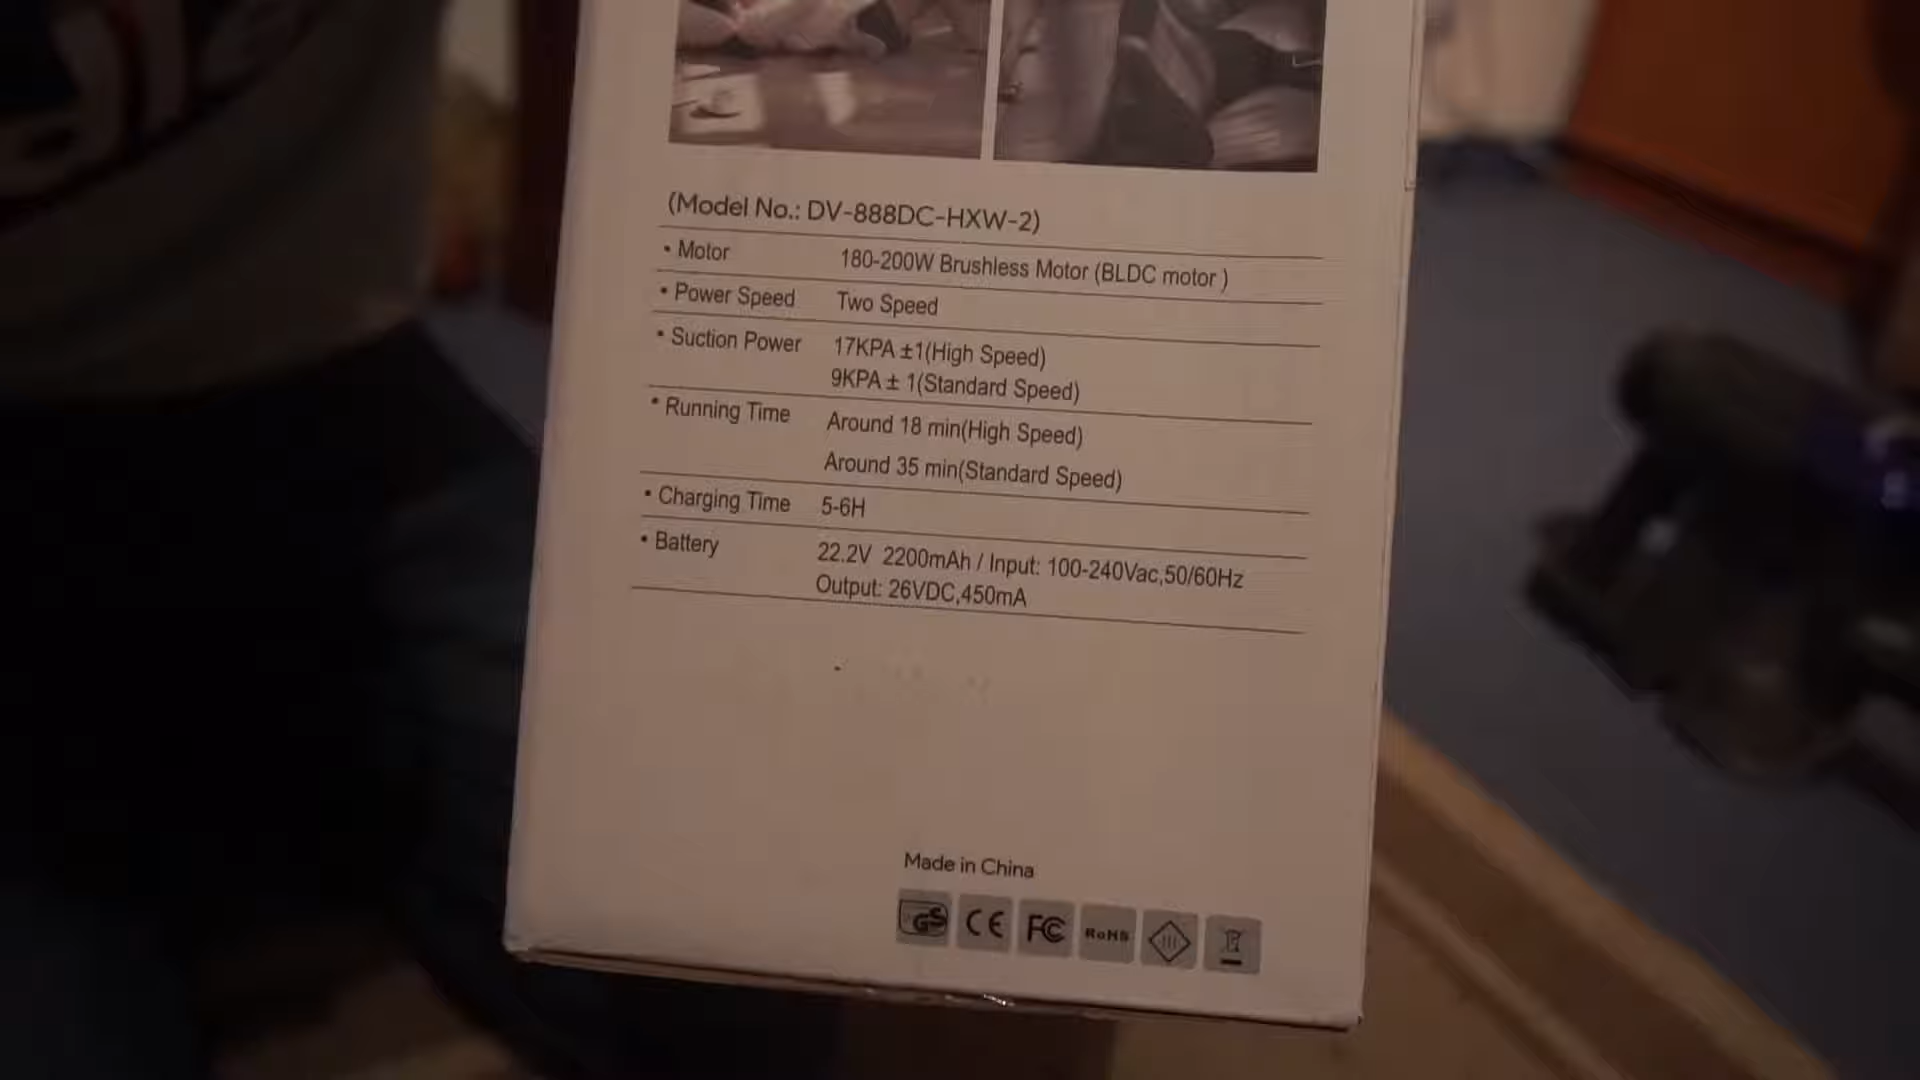 (Model No.: DV-888DC-HXW-2)
• Motor 180-200W Brushless Motor (BLDC motor )
• Power Speed Two Speed
• Suction Power 17KPA ±1(High Speed)
9KPA ± 1(Standard Speed)
• Running Time Around 18 min(High Speed)
Around 35 min(Standard Speed)
• Charging Time 5-6H
• Battery 22.2V 2200mAh / Input: 100-240Vac,50/60Hz
Output: 26VDC,450mA
Made in China
GS CE FC RoHS